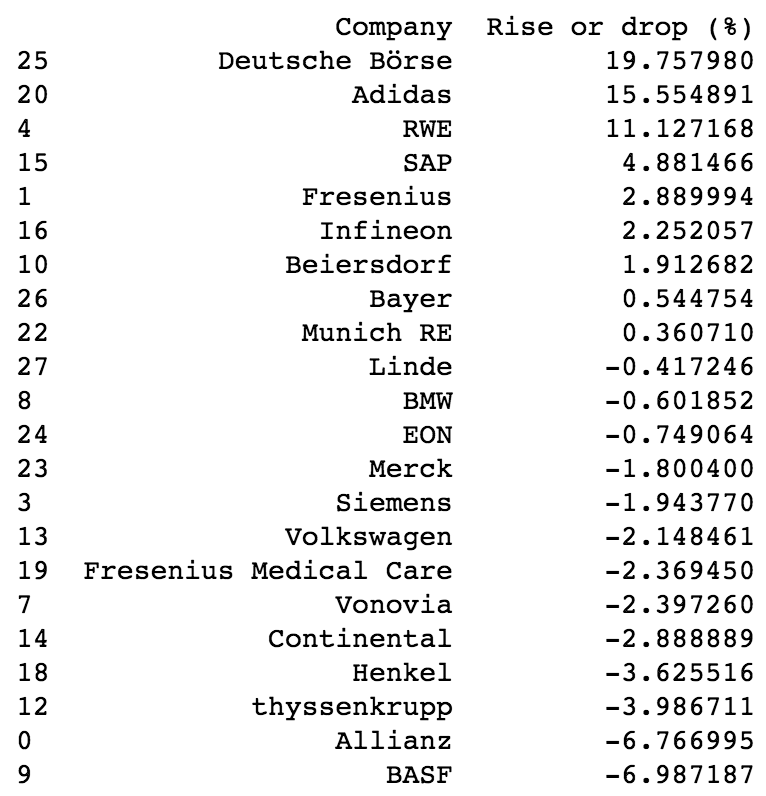 Company Rise or drop (%)
25 Deutsche Börse 19.757980
20 Adidas 15.554891
4 RWE 11.127168
15 SAP 4.881466
1 Fresenius 2.889994
16 Infineon 2.252057
10 Beiersdorf 1.912682
26 Bayer 0.544754
22 Munich RE 0.360710
27 Linde -0.417246
8 BMW -0.601852
24 EON -0.749064
23 Merck -1.800400
3 Siemens -1.943770
13 Volkswagen -2.148461
19 Fresenius Medical Care -2.369450
7 Vonovia -2.397260
14 Continental -2.888889
18 Henkel -3.625516
12 thyssenkrupp -3.986711
0 Allianz -6.766995
9 BASF -6.987187